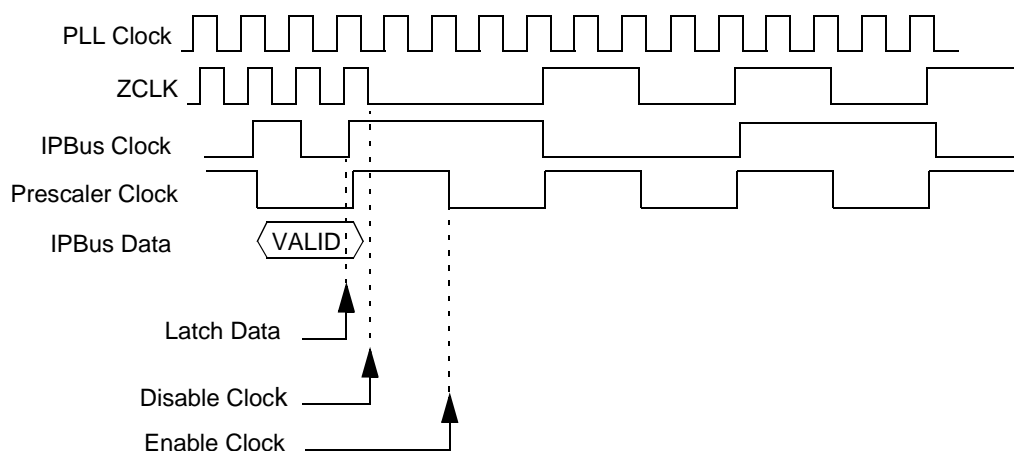 PLL Clock
ZCLK
IPBus Clock
Prescaler Clock
IPBus Data
VALID
Latch Data
Disable Clock
Enable Clock